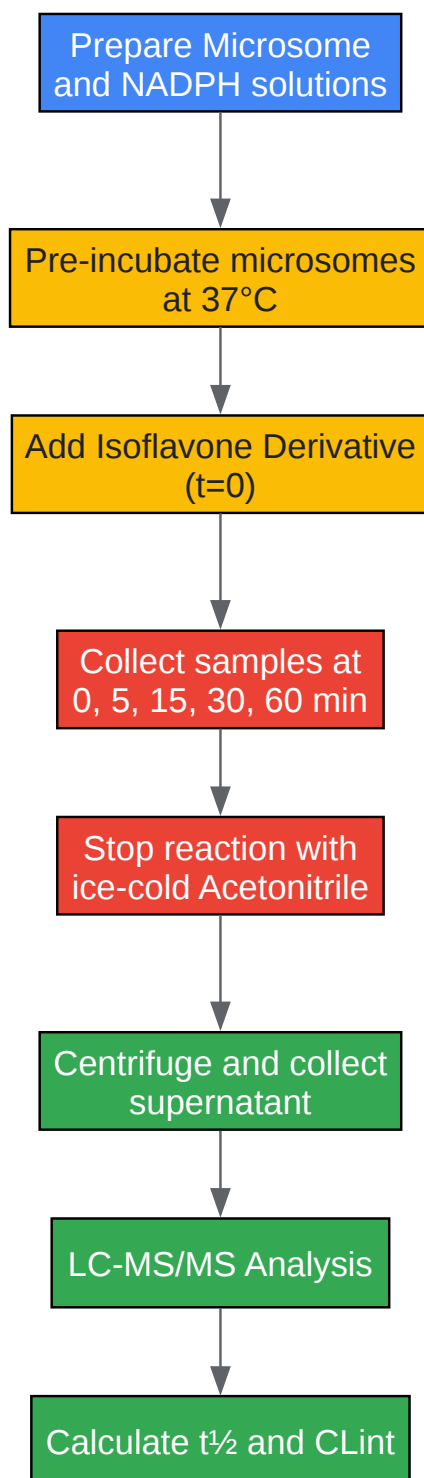 Prepare Microsome
and NADPH solutions
Pre-incubate microsomes
at 37°C
Add Isoflavone Derivative
(t=0)
Collect samples at
0, 5, 15, 30, 60 min
Stop reaction with
ice-cold Acetonitrile
Centrifuge and collect
supernatant
LC-MS/MS Analysis
Calculate t½ and CLint